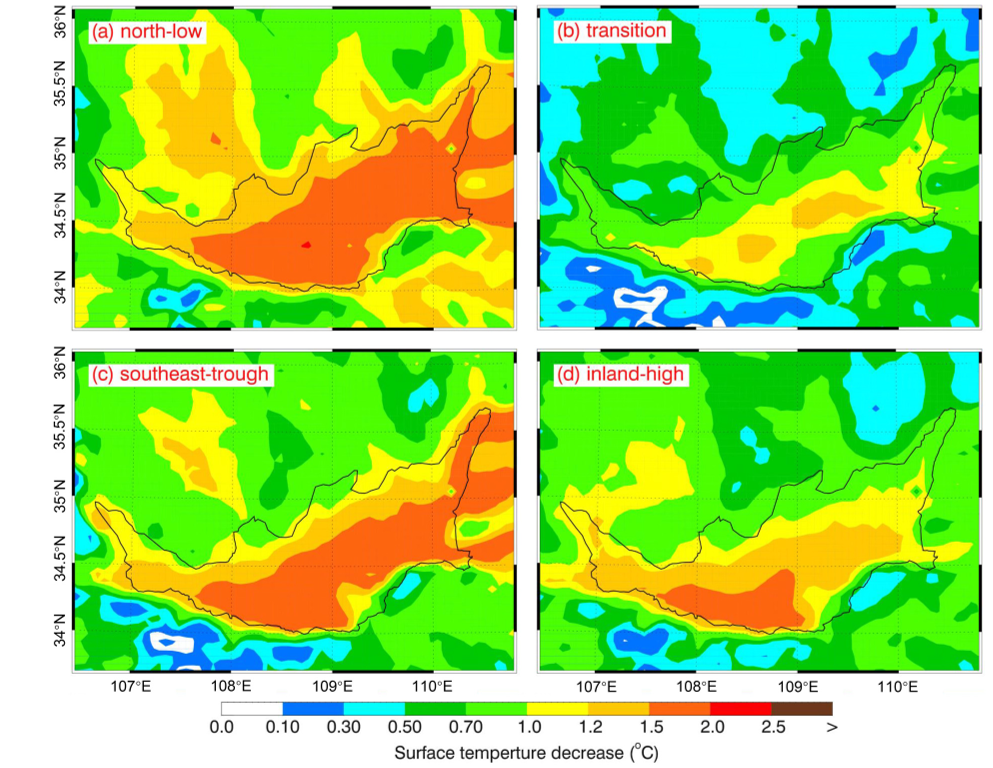 (a) north-low
(b) transition
36°N
35.5°N
35°N
34.5°N
34°N
(c) southeast-trough
(d) inland-high
36°N
35.5°N
35°N
34.5°N
34°N
107°E 108°E 109°E 110°E
107°E 108°E 109°E 110°E
0.0 0.10 0.30 0.50 0.70 1.0 1.2 1.5 2.0 2.5 >
Surface temperture decrease (°C)